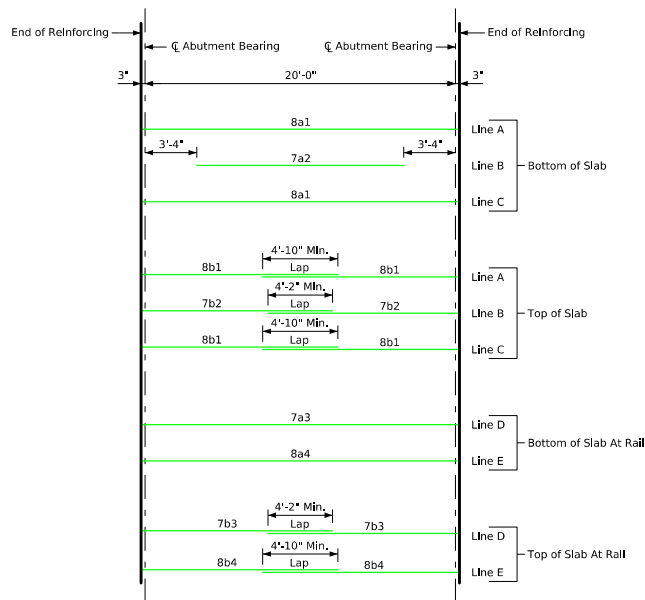 End of Reinforcing
End of Reinforcing
℄ Abutment Bearing
℄ Abutment Bearing
3"
20'-0"
3"
8a1
Line A
3'-4"
3'-4"
7a2
Line B
Bottom of Slab
8a1
Line C
4'-10" Min.
8b1
Lap
8b1
Line A
4'-2" Min.
7b2
Lap
7b2
Line B
Top of Slab
4'-10" Min.
8b1
Lap
8b1
Line C
7a3
Line D
Bottom of Slab At Rail
8a4
Line E
4'-2" Min.
7b3
Lap
7b3
Line D
4'-10" Min.
Top of Slab At Rail
8b4
Lap
8b4
Line E